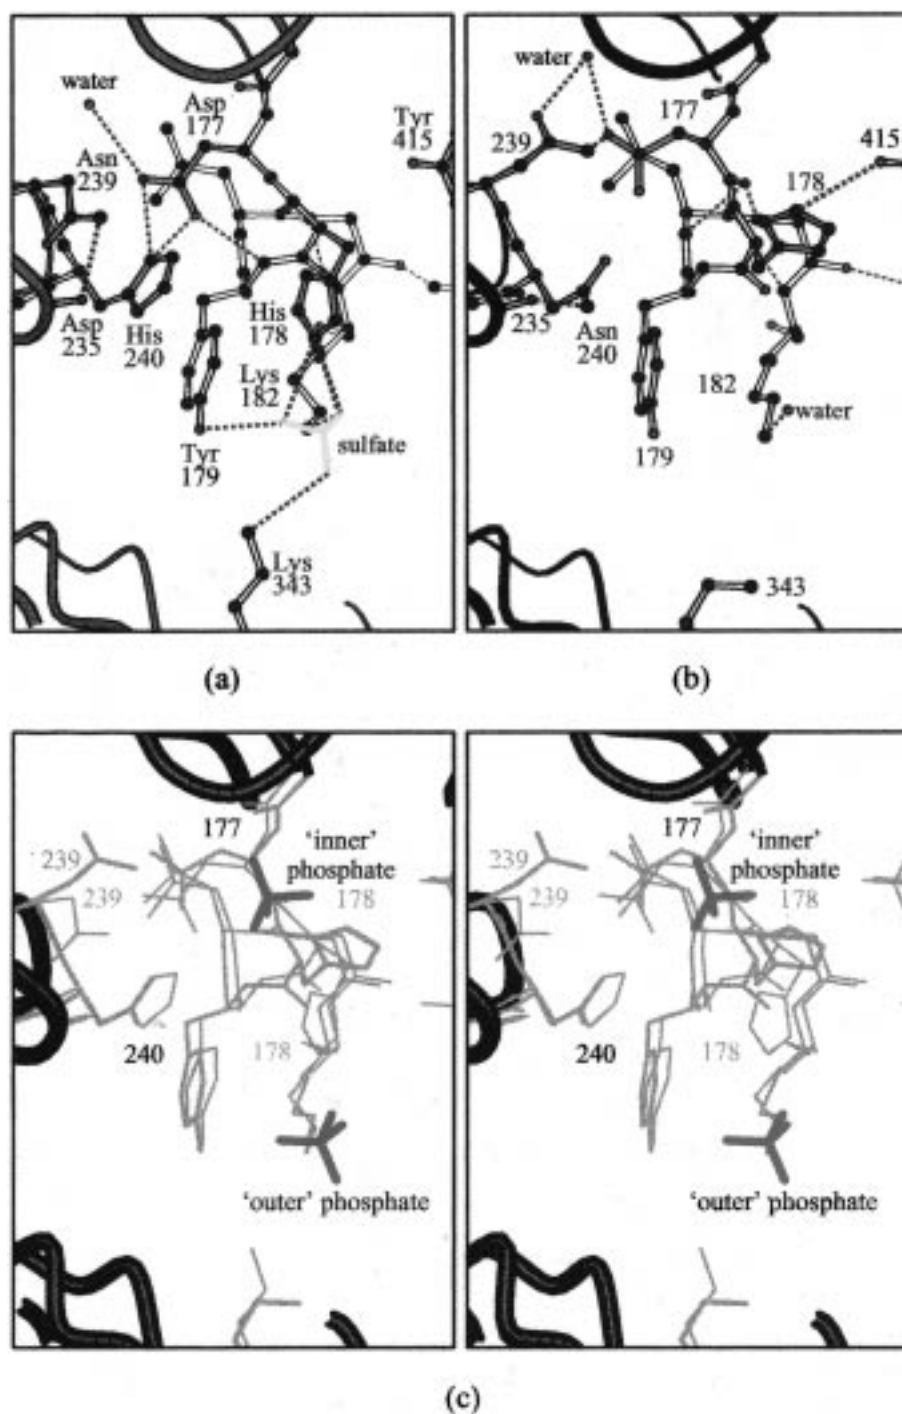 water
Asp
177
Tyr
415
Asn
239
Asp
235
His
240
His
178
Lys
182
Tyr
179
sulfate
Lys
343
(a)
water
177
239
415
178
235
Asn
240
182
water
179
343
(b)
177
'inner'
phosphate
239
239
178
240
178
'outer' phosphate
177
'inner'
phosphate
239
239
178
240
178
'outer' phosphate
(c)